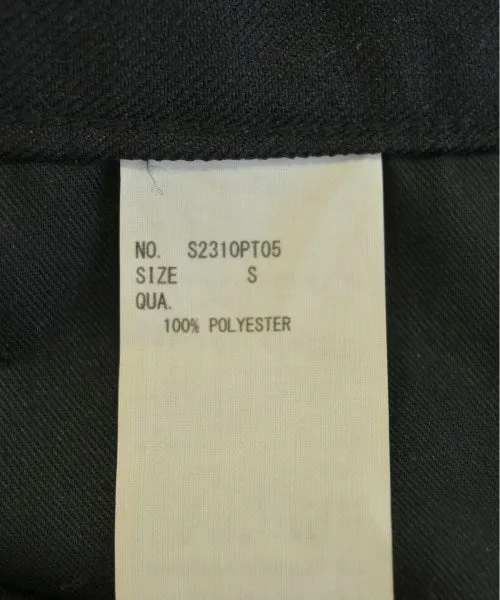 NO. S2310PT05
SIZE S
QUA.
100% POLYESTER